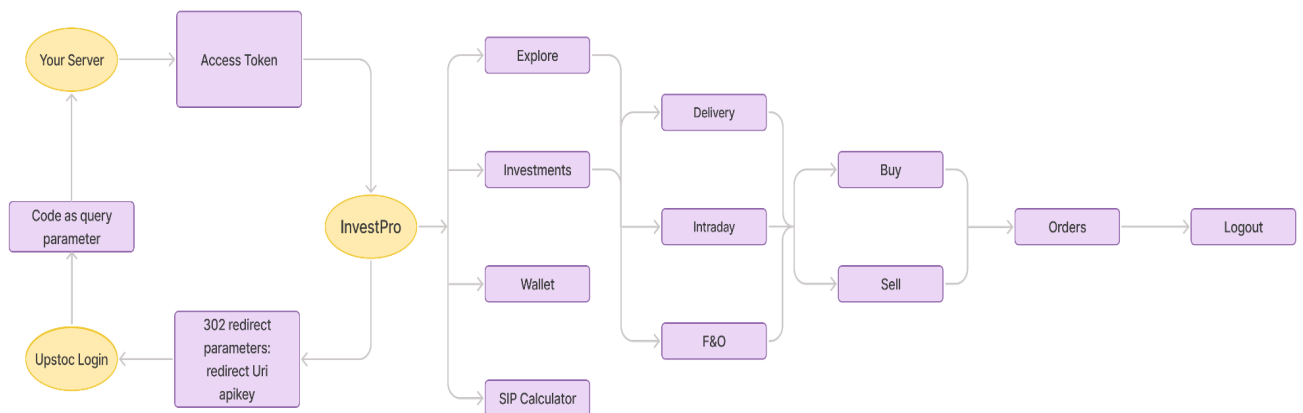 Your Server
Access Token
Code as query
parameter
Upstoc Login
302 redirect
parameters:
redirect Uri
apikey
InvestPro
Explore
Investments
Wallet
SIP Calculator
Delivery
Intraday
F&O
Buy
Sell
Orders
Logout